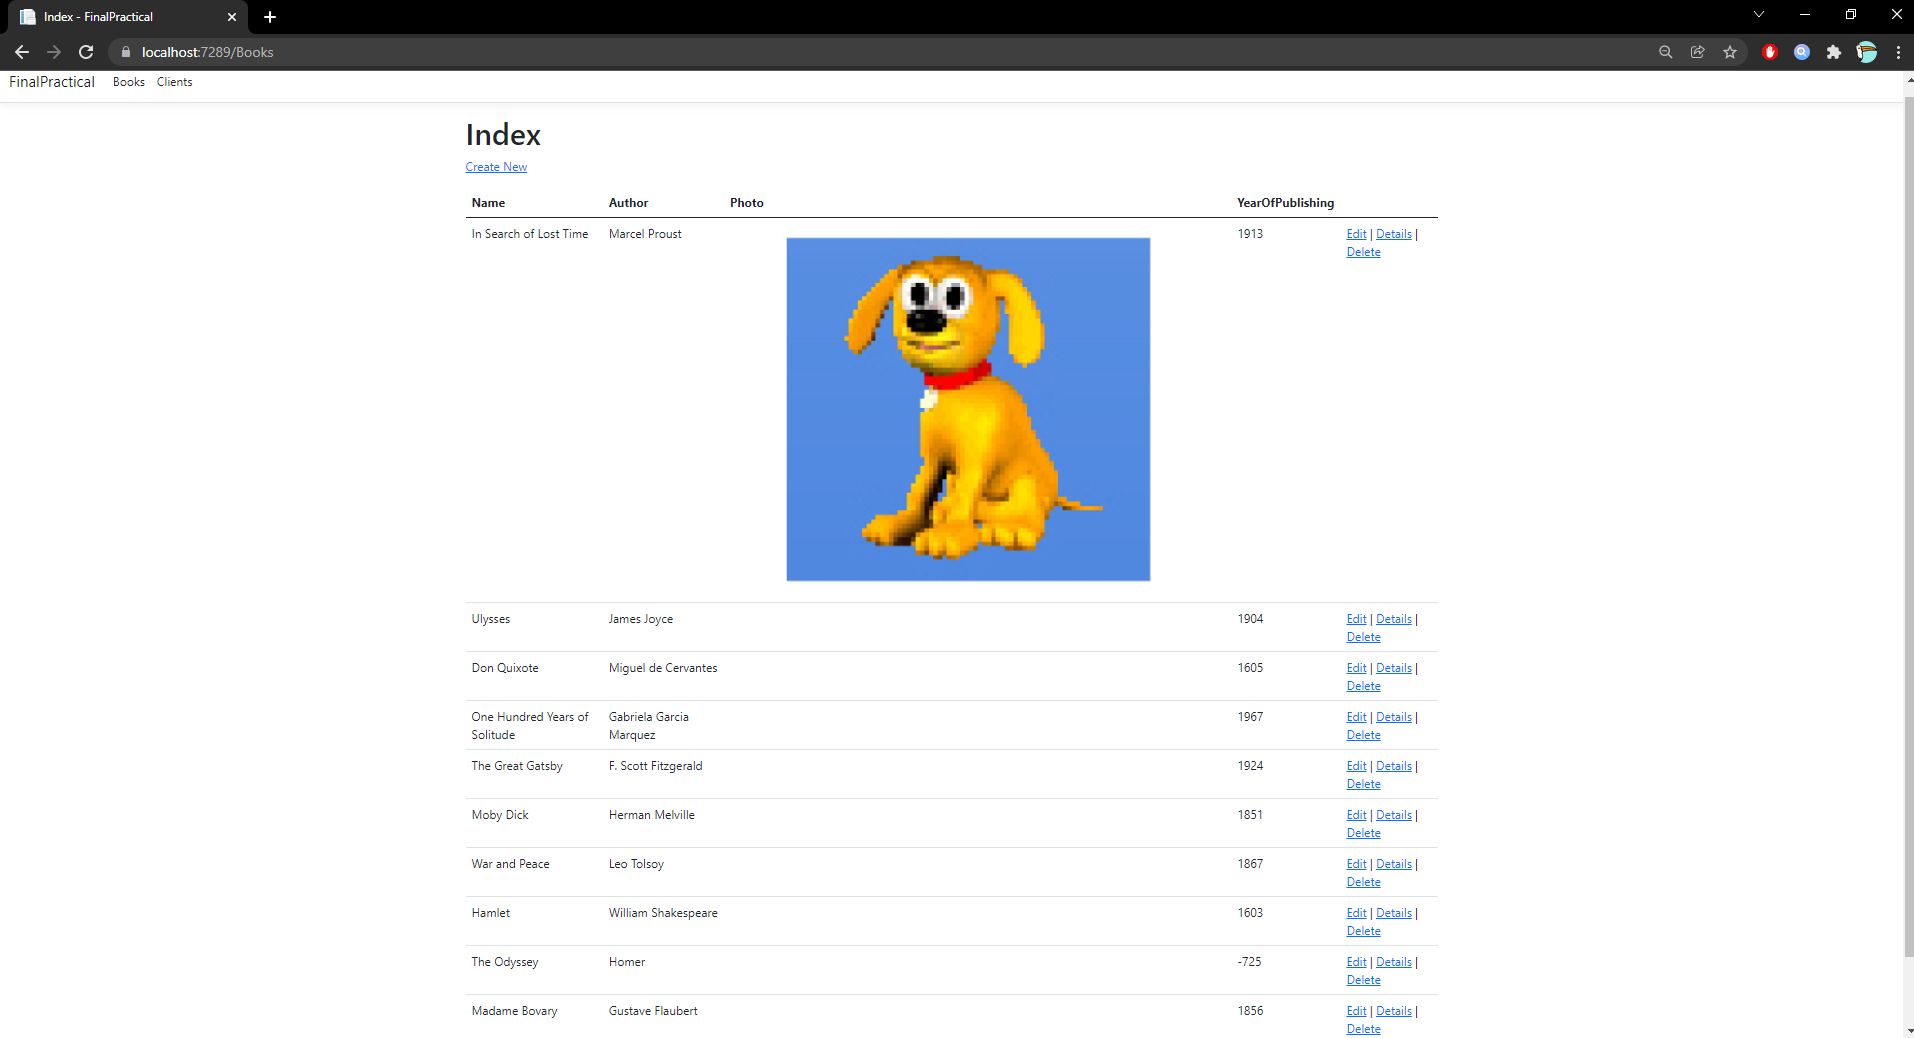 Index - FinalPractical
localhost:7289/Books
FinalPractical Books Clients
Index
Create New
Name Author Photo YearOfPublishing
In Search of Lost Time Marcel Proust 1913 Edit | Details |
Delete
Ulysses James Joyce 1904 Edit | Details |
Delete
Don Quixote Miguel de Cervantes 1605 Edit | Details |
Delete
One Hundred Years of Gabriela Garcia 1967 Edit | Details |
Solitude Marquez Delete
The Great Gatsby F. Scott Fitzgerald 1924 Edit | Details |
Delete
Moby Dick Herman Melville 1851 Edit | Details |
Delete
War and Peace Leo Tolsoy 1867 Edit | Details |
Delete
Hamlet William Shakespeare 1603 Edit | Details |
Delete
The Odyssey Homer -725 Edit | Details |
Delete
Madame Bovary Gustave Flaubert 1856 Edit | Details |
Delete